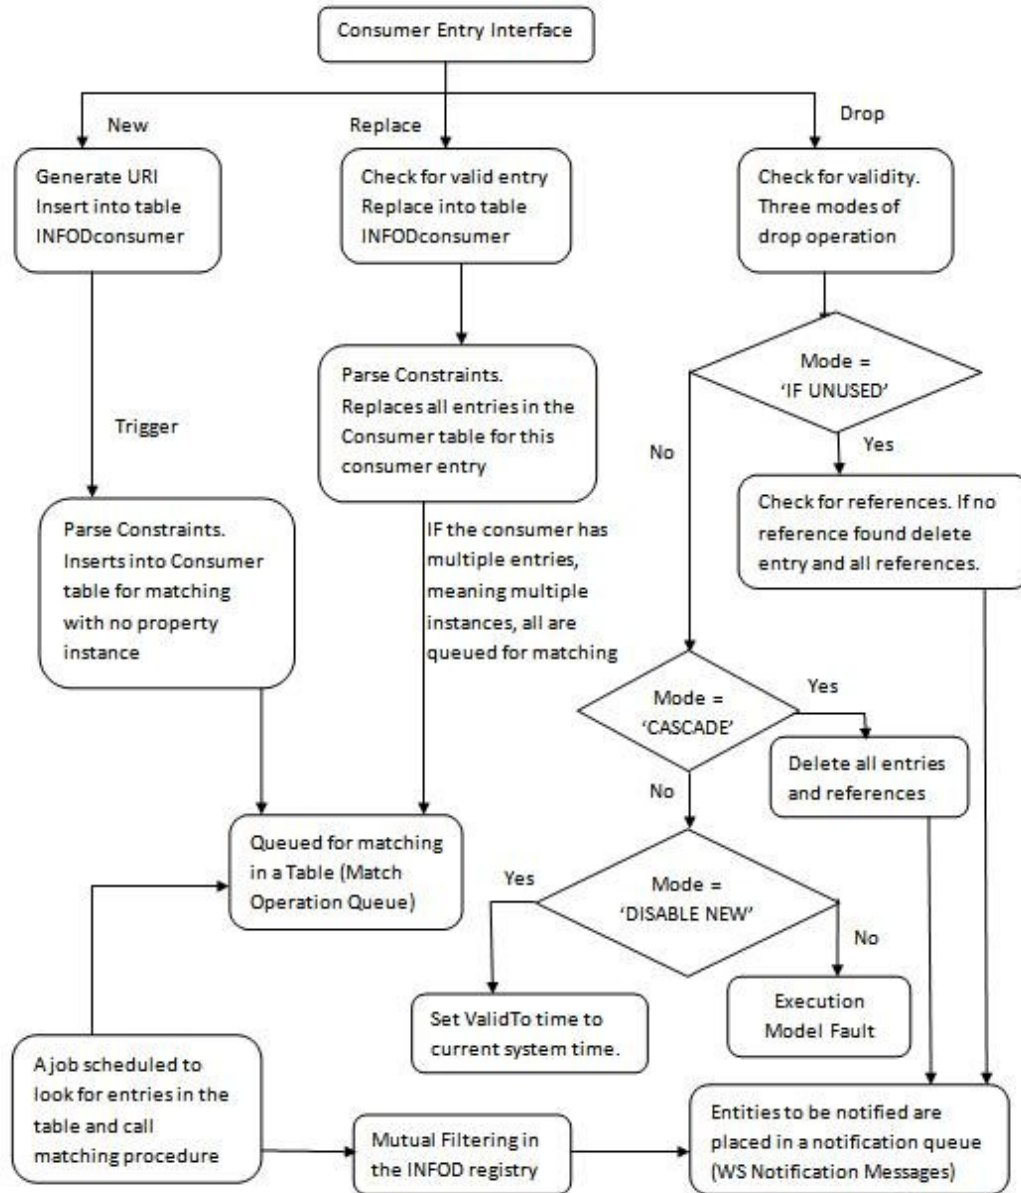 Consumer Entry Interface
New
Replace
Drop
Generate URI
Insert into table
INFODconsumer
Check for valid entry
Replace into table
INFODconsumer
Check for validity.
Three modes of
drop operation
Mode =
‘IF UNUSED’
Parse Constraints.
Replaces all entries in the
Consumer table for this
consumer entry
Trigger
No
Yes
Check for references. If no
reference found delete
entry and all references.
Parse Constraints.
Inserts into Consumer
table for matching
with no property
instance
IF the consumer has
multiple entries,
meaning multiple
instances, all are
queued for matching
Mode =
‘CASCADE’
Yes
Delete all entries
and references
No
Queued for matching
in a Table (Match
Operation Queue)
Yes
Mode =
‘DISABLE NEW’
No
Set ValidTo time to
current system time.
Execution
Model Fault
A job scheduled to
look for entries in the
table and call
matching procedure
Mutual Filtering in
the INFOD registry
Entities to be notified are
placed in a notification queue
(WS Notification Messages)